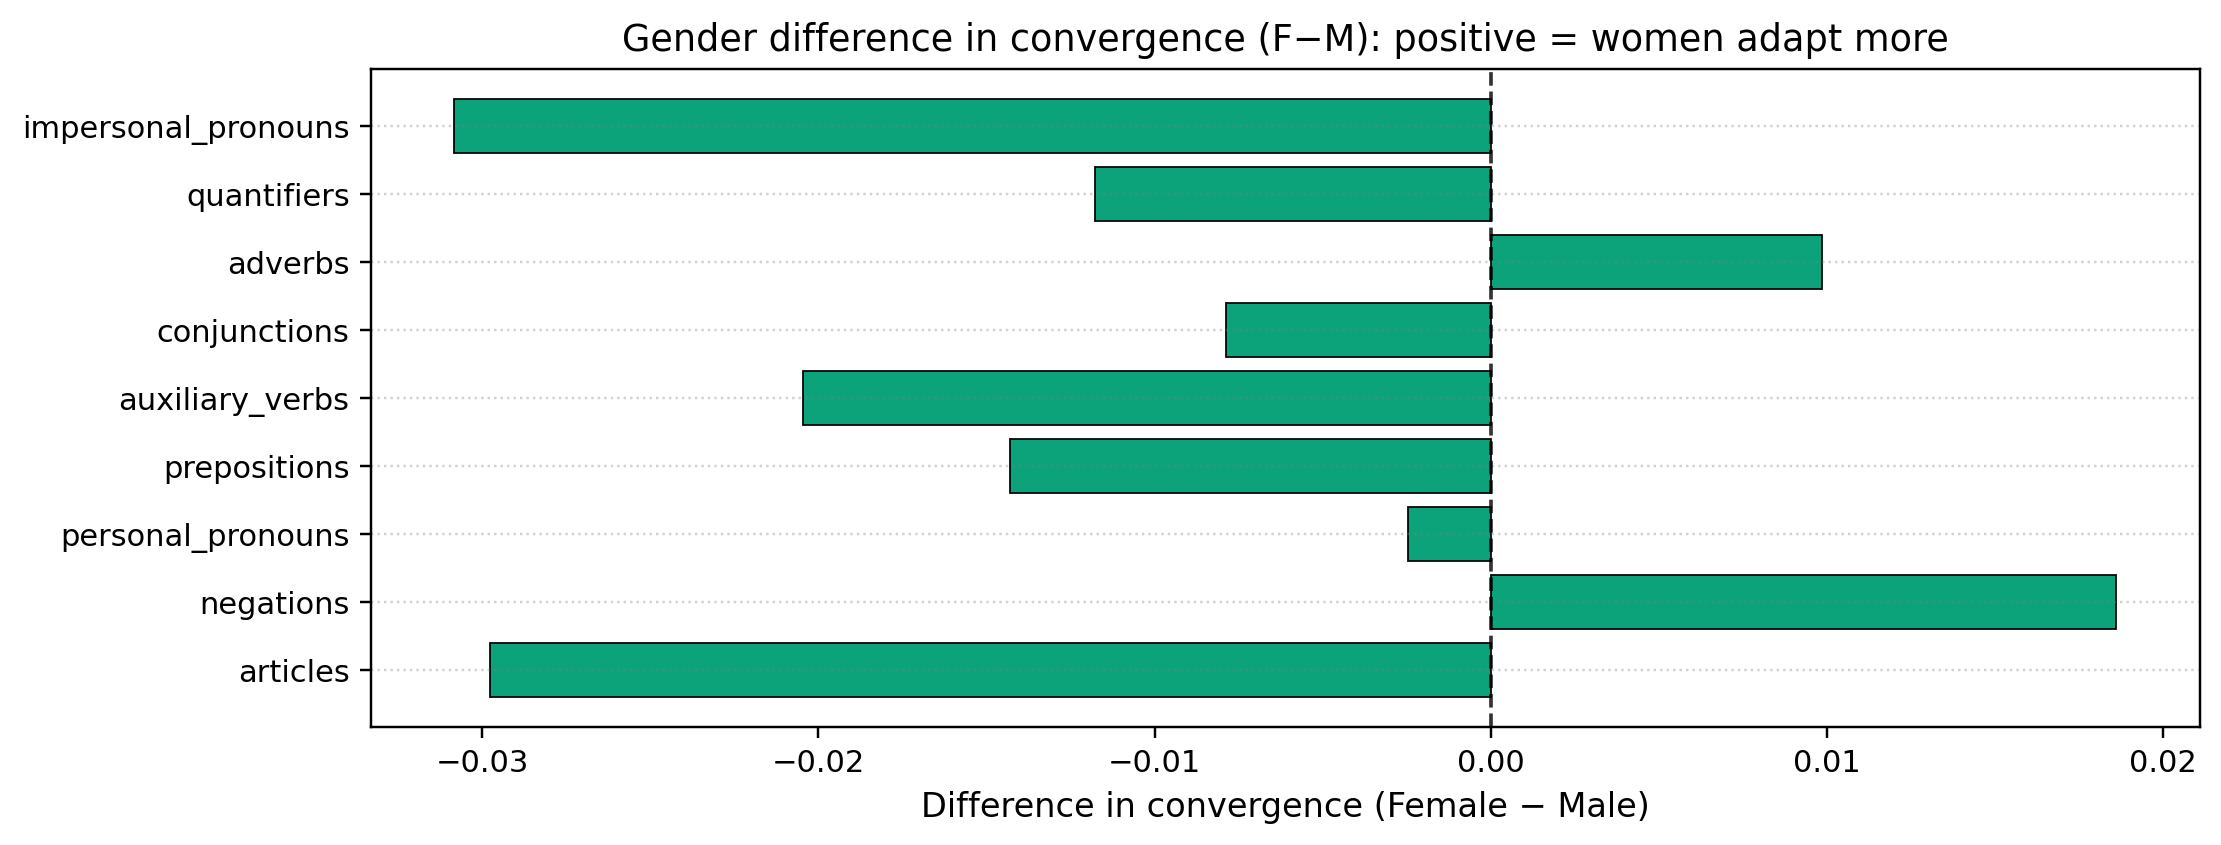 Gender difference in convergence (F−M): positive = women adapt more
impersonal_pronouns
quantifiers
adverbs
conjunctions
auxiliary_verbs
prepositions
personal_pronouns
negations
articles
−0.03 −0.02 −0.01 0.00 0.01 0.02
Difference in convergence (Female − Male)